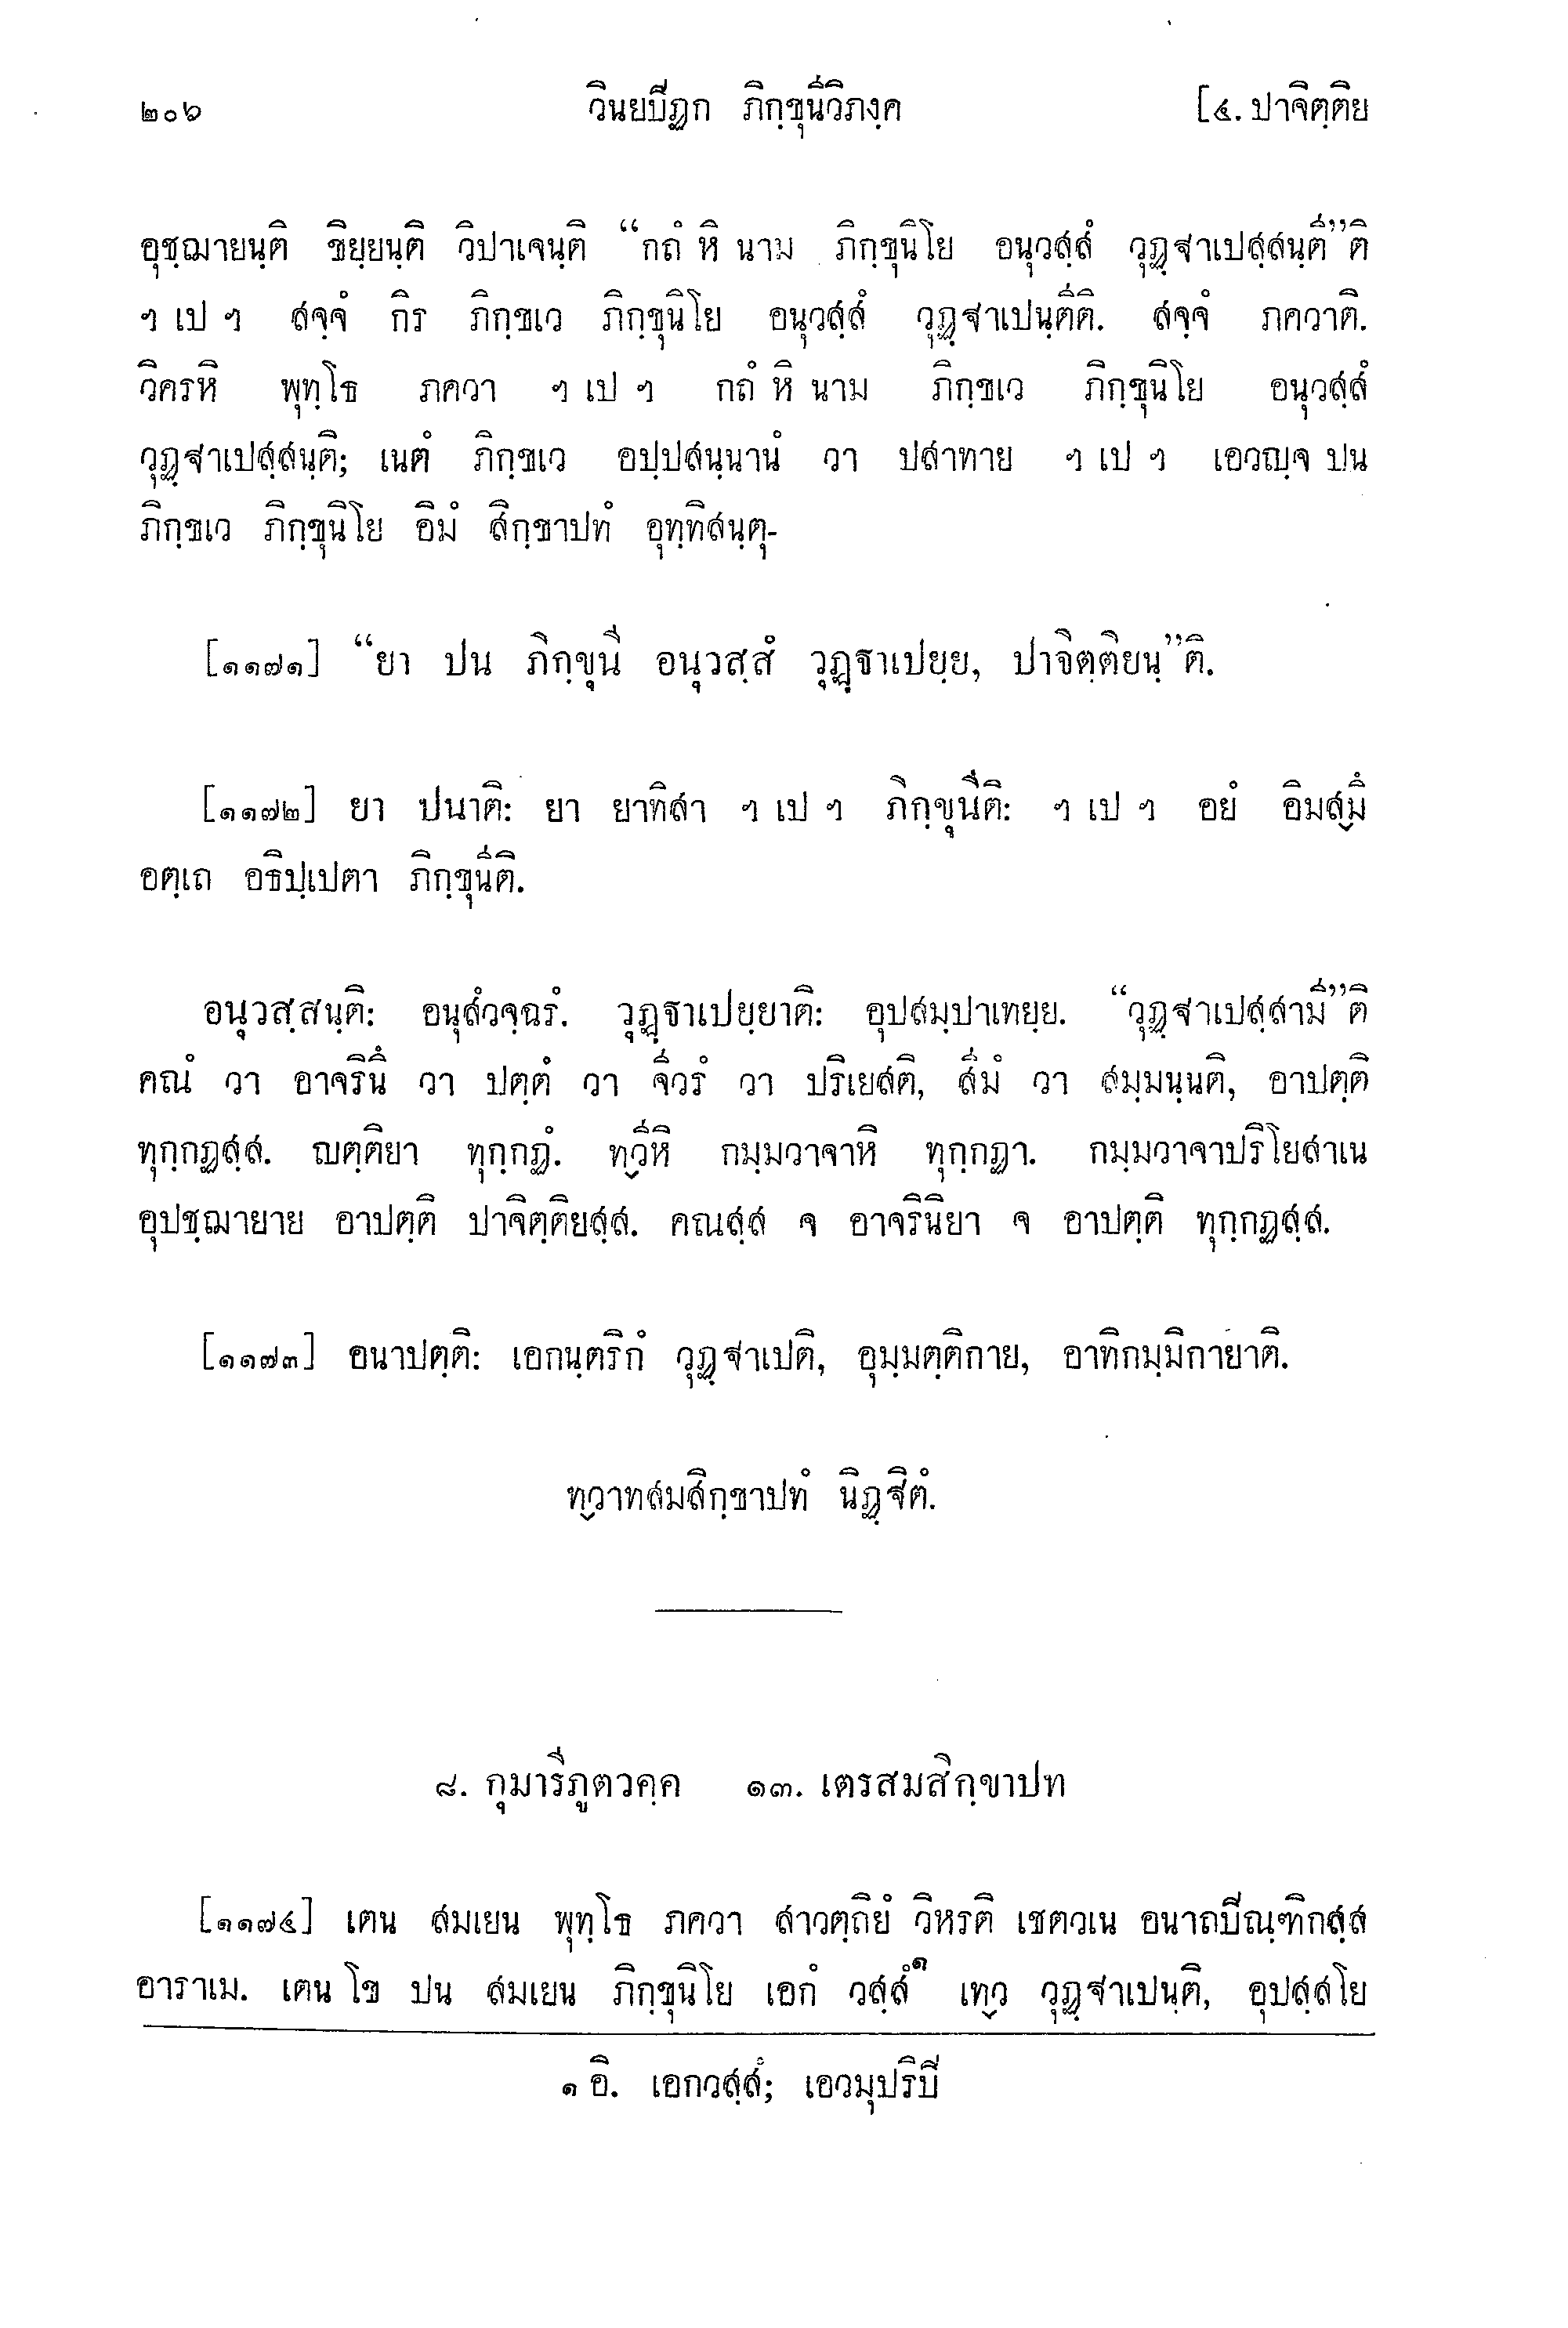 ๒๐๖ วินยปีฏก ภิกฺขุนีวิภงฺค [๔. ปาจิตฺติย
อุชฺฌายนฺติ ขียฺยนฺติ วิปาเจนฺติ “กถํ หิ นาม ภิกฺขุนิโย อนุวสฺสํ วุฏฺฐาเปสฺสนฺตี”ติ
ฯ เป ฯ สจฺจํ กิร ภิกฺขเว ภิกฺขุนิโย อนุวสฺสํ วุฏฺฐาเปนฺตีติ. สจฺจํ ภควาติ.
วิครหิ พุทฺโธ ภควา ฯ เป ฯ กถํ หิ นาม ภิกฺขเว ภิกฺขุนิโย อนุวสฺสํ
วุฏฺฐาเปสฺสนฺติ; เนตํ ภิกฺขเว อปฺปสนฺนานํ วา ปสาทาย ฯ เป ฯ เอวญฺจ ปน
ภิกฺขเว ภิกฺขุนิโย อิมํ สิกฺขาปทํ อุทฺทิสนฺตุ-
[๑๑๗๑] “ยา ปน ภิกฺขุนี อนุวสฺสํ วุฏฺฐาเปยฺย, ปาจิตฺติยนฺ”ติ.
[๑๑๗๒] ยา ปนาติ: ยา ยาทิสา ฯ เป ฯ ภิกฺขุนีติ: ฯ เป ฯ อยํ อิมสฺมึ
อตฺเถ อธิปฺเปตา ภิกฺขุนีติ.
อนุวสฺสนฺติ: อนุสํวจฺฉรํ. วุฏฺฐาเปยฺยาติ: อุปสมฺปาเทยฺย. “วุฏฺฐาเปสฺสามี”ติ
คณํ วา อาจรินึ วา ปตฺตํ วา จีวรํ วา ปริเยสติ, สีมํ วา สมฺมนฺนติ, อาปตฺติ
ทุกฺกฏสฺส. ญตฺติยา ทุกฺกฏํ. ทฺวีหิ กมฺมวาจาหิ ทุกฺกฏา. กมฺมวาจาปริโยสาเน
อุปชฺฌายาย อาปตฺติ ปาจิตฺติยสฺส. คณสฺส จ อาจรินิยา จ อาปตฺติ ทุกฺกฏสฺส.
[๑๑๗๓] อนาปตฺติ: เอกนฺตริกํ วุฏฺฐาเปติ, อุมฺมตฺติกาย, อาทิกมฺมิกายาติ.
ทฺวาทสมสิกฺขาปทํ นิฏฺฐิตํ.
๘. กุมารีภูตวคฺค ๑๓. เตรสมสิกฺขาปท
[๑๑๗๔] เตน สมเยน พุทฺโธ ภควา สาวตฺถิยํ วิหรติ เชตวเน อนาถปีณฺฑิกสฺส
อาราเม. เตน โข ปน สมเยน ภิกฺขุนิโย เอกํ วสฺสํ๑ เทฺว วุฏฺฐาเปนฺติ, อุปสฺสโย
๑ อิ. เอกวสฺสํ; เอวมุปริปี